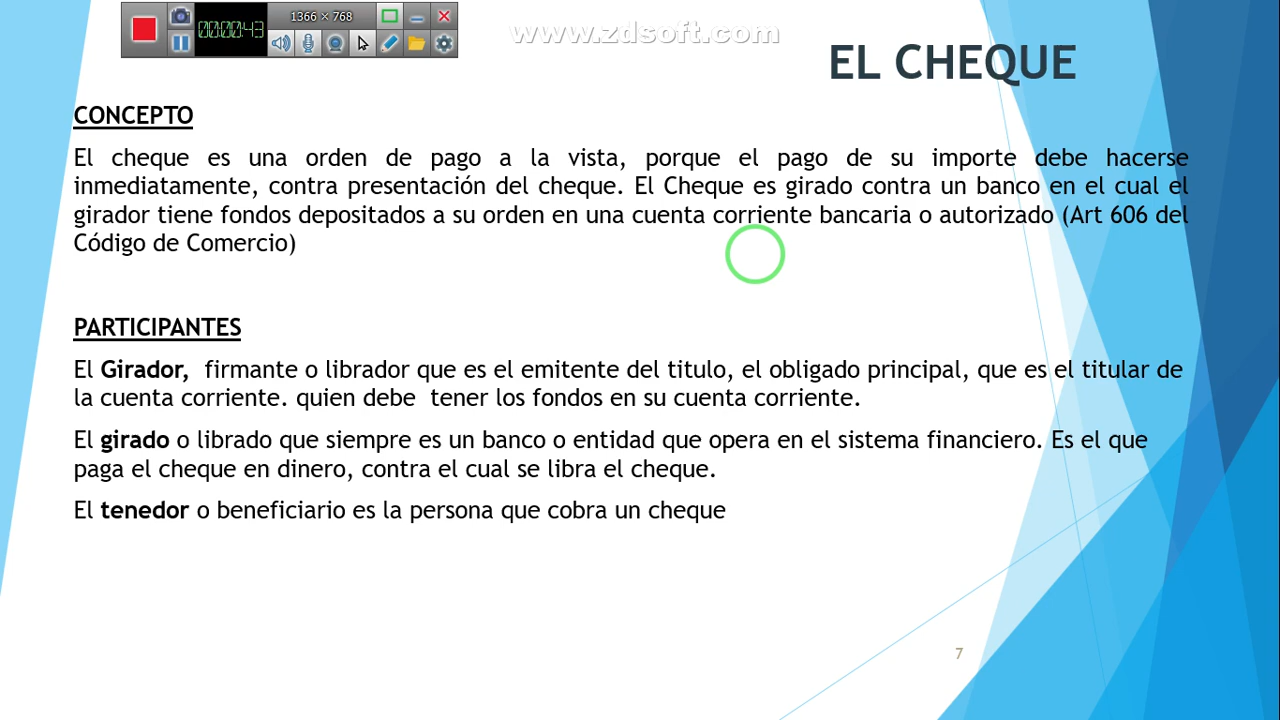 1366 × 768
00:00:43
www.zdsoft.com
EL CHEQUE
CONCEPTO
El cheque es una orden de pago a la vista, porque el pago de su importe debe hacerse
inmediatamente, contra presentación del cheque. El Cheque es girado contra un banco en el cual el
girador tiene fondos depositados a su orden en una cuenta corriente bancaria o autorizado (Art 606 del
Código de Comercio)
PARTICIPANTES
El Girador, firmante o librador que es el emitente del titulo, el obligado principal, que es el titular de
la cuenta corriente. quien debe tener los fondos en su cuenta corriente.
El girado o librado que siempre es un banco o entidad que opera en el sistema financiero. Es el que
paga el cheque en dinero, contra el cual se libra el cheque.
El tenedor o beneficiario es la persona que cobra un cheque
7